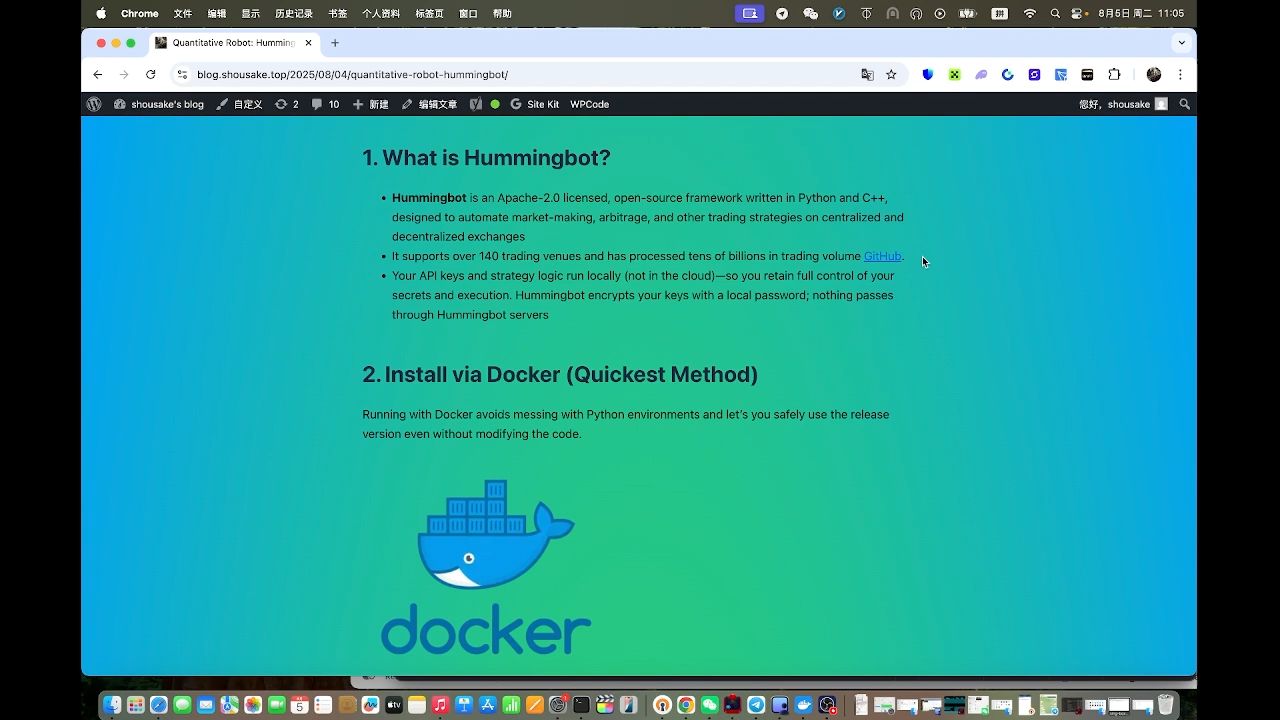 Chrome 文件 编辑 显示 历史记录 书签 个人资料 标签页 窗口 帮助 拼 8月5日 周二 11:05
Quantitative Robot: Humming
blog.shousake.top/2025/08/04/quantitative-robot-hummingbot/
shousake's blog 自定义 2 10 新建 编辑文章 Site Kit WPCode 您好，shousake
1. What is Hummingbot?
• Hummingbot is an Apache-2.0 licensed, open-source framework written in Python and C++,
designed to automate market-making, arbitrage, and other trading strategies on centralized and
decentralized exchanges
• It supports over 140 trading venues and has processed tens of billions in trading volume GitHub.
• Your API keys and strategy logic run locally (not in the cloud)—so you retain full control of your
secrets and execution. Hummingbot encrypts your keys with a local password; nothing passes
through Hummingbot servers
2. Install via Docker (Quickest Method)
Running with Docker avoids messing with Python environments and let's you safely use the release
version even without modifying the code.
docker